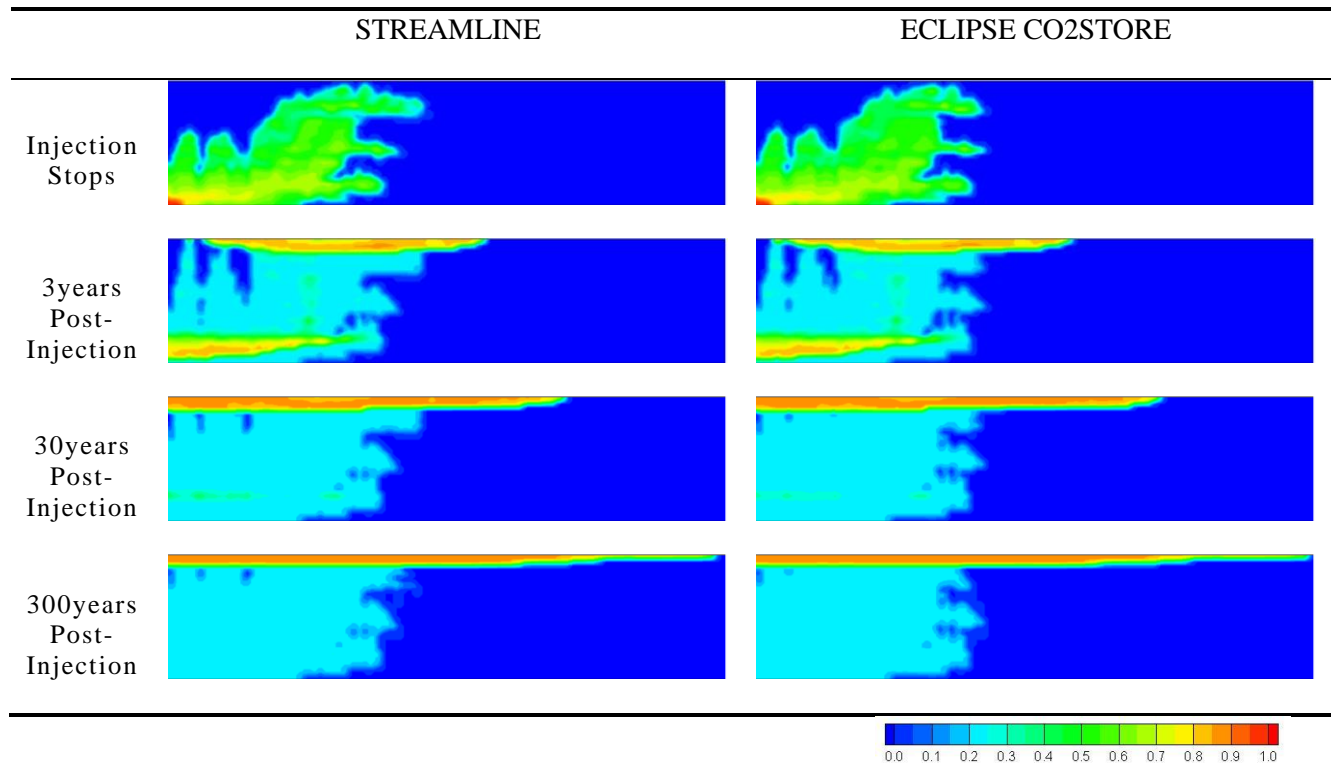 STREAMLINE ECLIPSE CO2STORE
Injection
Stops
3years
Post-
Injection
30years
Post-
Injection
300years
Post-
Injection
0.0 0.1 0.2 0.3 0.4 0.5 0.6 0.7 0.8 0.9 1.0